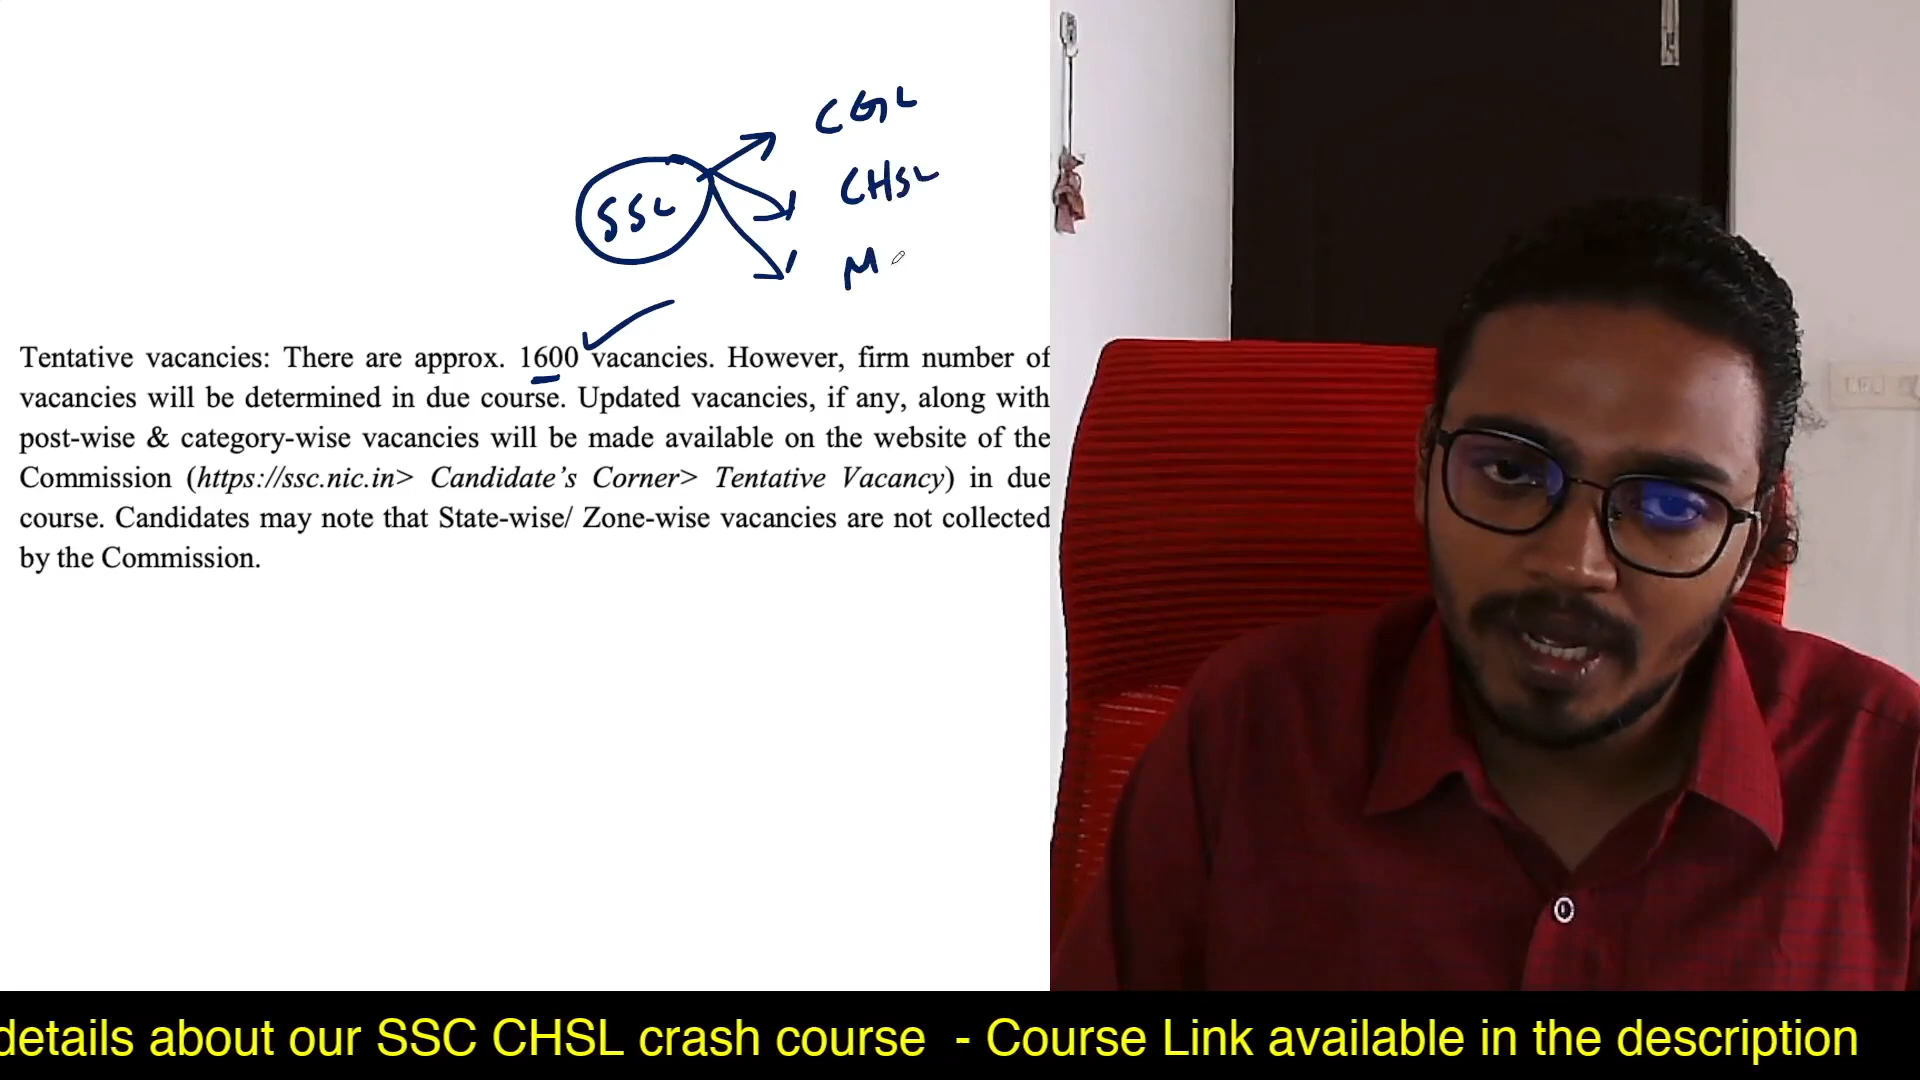 CGL
CHSL
SSC
M
Tentative vacancies: There are approx. 1600 vacancies. However, firm number of
vacancies will be determined in due course. Updated vacancies, if any, along with
post-wise & category-wise vacancies will be made available on the website of the
Commission (https://ssc.nic.in> Candidate’s Corner> Tentative Vacancy) in due
course. Candidates may note that State-wise/ Zone-wise vacancies are not collected
by the Commission.
details about our SSC CHSL crash course - Course Link available in the description